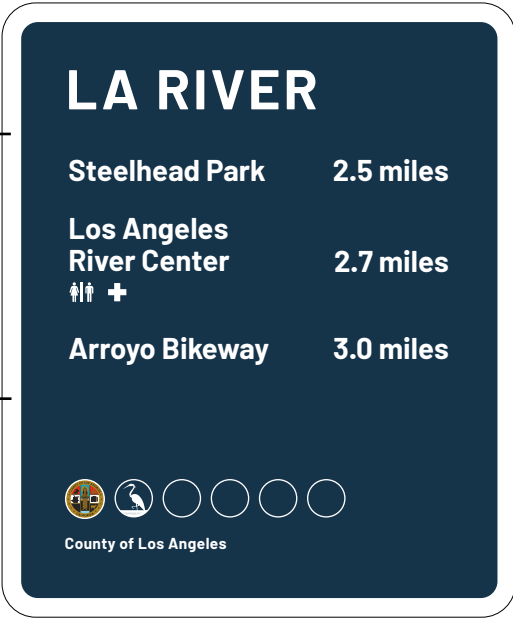 LA RIVER
Steelhead Park 2.5 miles
Los Angeles
River Center 2.7 miles
Arroyo Bikeway 3.0 miles
County of Los Angeles